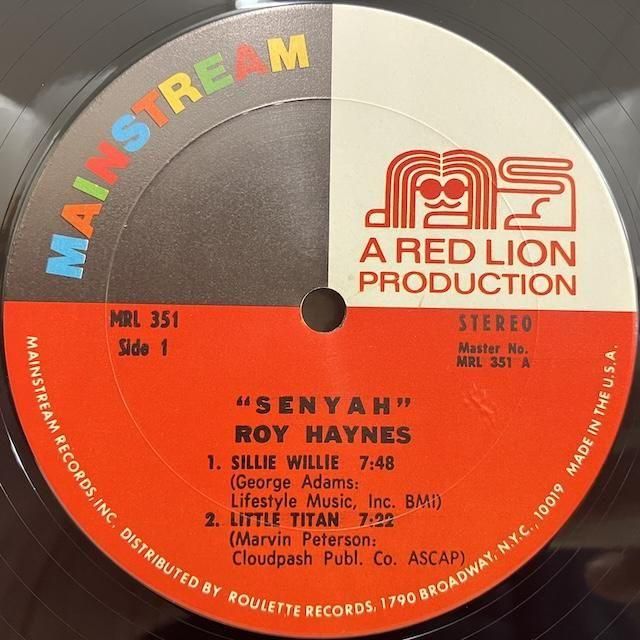 MAINSTREAM
A RED LION
PRODUCTION
MRL 351
Side 1
STEREO
Master No.
MRL 351 A
"SENYAH"
ROY HAYNES
1. SILLIE WILLIE 7:48
(George Adams:
Lifestyle Music, Inc. BMI)
2. LITTLE TITAN 7:22
(Marvin Peterson:
Cloudpash Publ. Co. ASCAP)
MAINSTREAM RECORDS, INC. DISTRIBUTED BY ROULETTE RECORDS, 1790 BROADWAY, N.Y.C., 10019 MADE IN THE U.S.A.